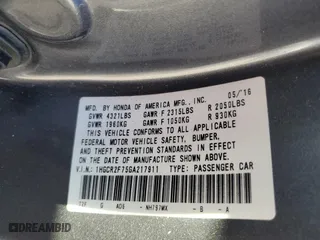 MFD. BY HONDA OF AMERICA MFG., INC. 05/16
GVWR 4321LBS GAWR F 2315LBS R 2050LBS
GVWR 1960KG GAWR F 1050KG R 930KG
THIS VEHICLE CONFORMS TO ALL APPLICABLE
FEDERAL MOTOR VEHICLE SAFETY, BUMPER,
AND THEFT PREVENTION STANDARDS IN EFFECT
ON THE DATE OF MANUFACTURE SHOWN ABOVE.
V.I.N.: 1HGCR2F75GA217911 TYPE: PASSENGER CAR
G AD6 - NH797MX - B - A